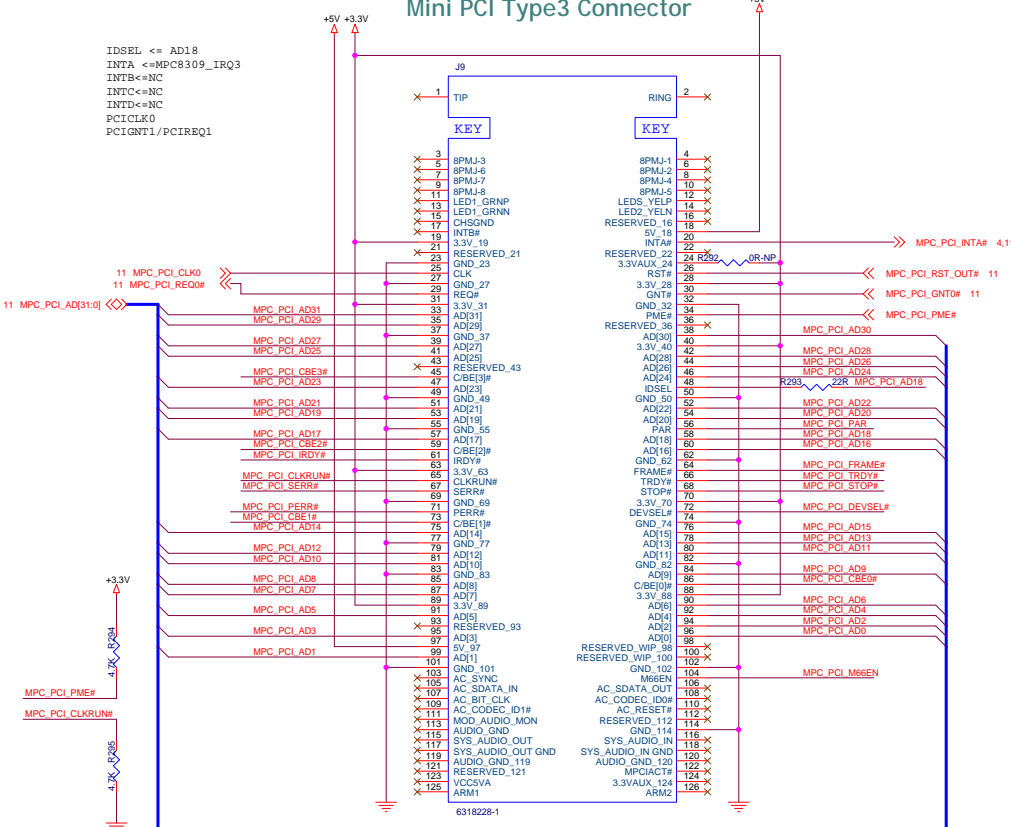 Mini PCI Type3 Connector
+5V +3.3V
IDSEL <= AD18
INTA <=MPC8309_IRQ3
INTB<=NC
INTC<=NC
INTD<=NC
PCICLK0
PCIGNT1/PCIREQ1
J9
1 TIP RING 2
KEY KEY
3 8PMJ-3 8PMJ-1 4
5 8PMJ-6 8PMJ-2 6
7 8PMJ-7 8PMJ-4 8
9 8PMJ-8 8PMJ-5 10
11 LED1_GRNP LEDS_YELP 12
13 LED1_GRNN LED2_YELN 14
15 CHSGND RESERVED_16 16
17 INTB# 5V_18 18
19 3.3V_19 INTA# 20 MPC_PCI_INTA# 4,11
21 RESERVED_21 RESERVED_22 22
23 GND_23 3.3VAUX_24 24 R292 0R-NP
11 MPC_PCI_CLK0 25 CLK RST# 26 MPC_PCI_RST_OUT# 11
27 GND_27 3.3V_28 28
11 MPC_PCI_REQ0# 29 REQ# GNT# 30 MPC_PCI_GNT0# 11
31 3.3V_31 GND_32 32
11 MPC_PCI_AD[31:0] MPC_PCI_AD31 33 AD[31] PME# 34 MPC_PCI_PME#
MPC_PCI_AD29 35 AD[29] RESERVED_36 36
37 GND_37 AD[30] 38 MPC_PCI_AD30
MPC_PCI_AD27 39 AD[27] 3.3V_40 40
MPC_PCI_AD25 41 AD[25] AD[28] 42 MPC_PCI_AD28
43 RESERVED_43 AD[26] 44 MPC_PCI_AD26
MPC_PCI_CBE3# 45 C/BE[3]# AD[24] 46 MPC_PCI_AD24
MPC_PCI_AD23 47 AD[23] IDSEL 48 R293 22R MPC_PCI_AD18
49 GND_49 GND_50 50
MPC_PCI_AD21 51 AD[21] AD[22] 52 MPC_PCI_AD22
MPC_PCI_AD19 53 AD[19] AD[20] 54 MPC_PCI_AD20
55 GND_55 PAR 56 MPC_PCI_PAR
MPC_PCI_AD17 57 AD[17] AD[18] 58 MPC_PCI_AD18
MPC_PCI_CBE2# 59 C/BE[2]# AD[16] 60 MPC_PCI_AD16
MPC_PCI_IRDY# 61 IRDY# GND_62 62
63 3.3V_63 FRAME# 64 MPC_PCI_FRAME#
MPC_PCI_CLKRUN# 65 CLKRUN# TRDY# 66 MPC_PCI_TRDY#
MPC_PCI_SERR# 67 SERR# STOP# 68 MPC_PCI_STOP#
69 GND_69 3.3V_70 70
MPC_PCI_PERR# 71 PERR# DEVSEL# 72 MPC_PCI_DEVSEL#
MPC_PCI_CBE1# 73 C/BE[1]# GND_74 74
MPC_PCI_AD14 75 AD[14] AD[15] 76 MPC_PCI_AD15
77 GND_77 AD[13] 78 MPC_PCI_AD13
MPC_PCI_AD12 79 AD[12] AD[11] 80 MPC_PCI_AD11
MPC_PCI_AD10 81 AD[10] GND_82 82
83 GND_83 AD[9] 84 MPC_PCI_AD9
MPC_PCI_AD8 85 AD[8] C/BE[0]# 86 MPC_PCI_CBE0#
MPC_PCI_AD7 87 AD[7] 3.3V_88 88
89 3.3V_89 AD[6] 90 MPC_PCI_AD6
MPC_PCI_AD5 91 AD[5] AD[4] 92 MPC_PCI_AD4
93 RESERVED_93 AD[2] 94 MPC_PCI_AD2
MPC_PCI_AD3 95 AD[3] AD[0] 96 MPC_PCI_AD0
97 5V_97 RESERVED_WIP_98 98
MPC_PCI_AD1 99 AD[1] RESERVED_WIP_100 100
101 GND_101 GND_102 102
103 AC_SYNC M66EN 104 MPC_PCI_M66EN
105 AC_SDATA_IN AC_SDATA_OUT 106
107 AC_BIT_CLK AC_CODEC_ID0# 108
109 AC_CODEC_ID1# AC_RESET# 110
111 MOD_AUDIO_MON RESERVED_112 112
113 AUDIO_GND GND_114 114
115 SYS_AUDIO_OUT SYS_AUDIO_IN 116
117 SYS_AUDIO_OUT GND SYS_AUDIO_IN GND 118
119 AUDIO_GND_119 AUDIO_GND_120 120
121 RESERVED_121 MPCIACT# 122
123 VCC5VA 3.3VAUX_124 124
125 ARM1 ARM2 126
6318228-1
+3.3V
4.7K R294
MPC_PCI_PME#
MPC_PCI_CLKRUN#
4.7K R295